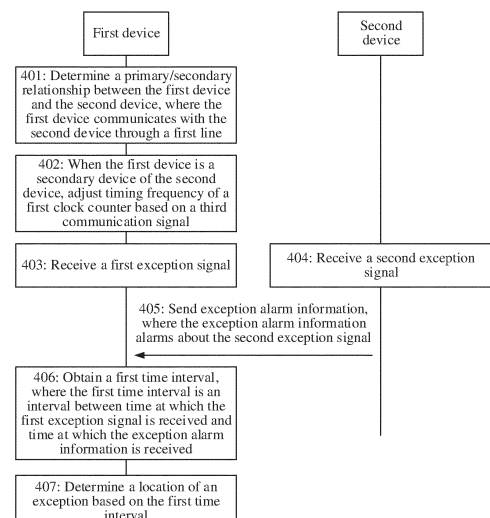 First device
Second
device
401: Determine a primary/secondary
relationship between the first device
and the second device, where the
first device communicates with the
second device through a first line
402: When the first device is a
secondary device of the second
device, adjust timing frequency of a
first clock counter based on a third
communication signal
403: Receive a first exception signal
404: Receive a second exception
signal
405: Send exception alarm information,
where the exception alarm information
alarms about the second exception signal
406: Obtain a first time interval,
where the first time interval is an
interval between time at which the
first exception signal is received and
time at which the exception alarm
information is received
407: Determine a location of an
exception based on the first time
interval